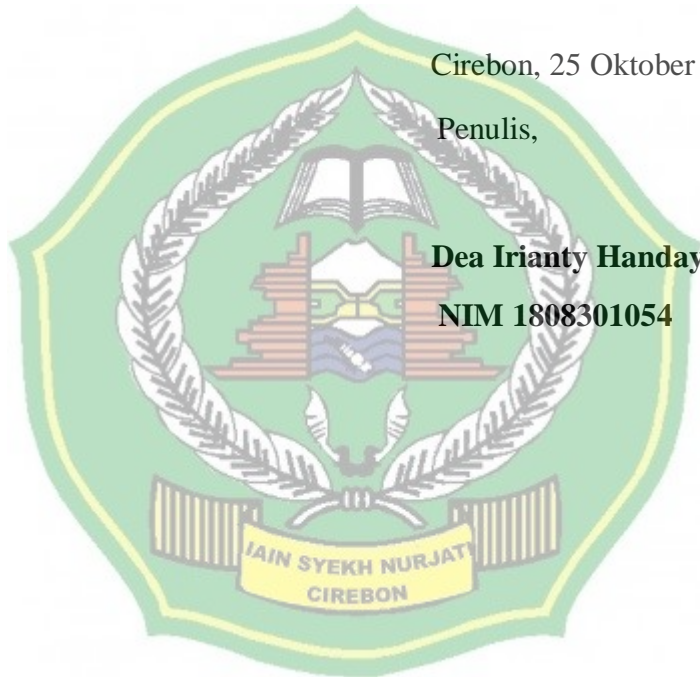 Cirebon, 25 Oktober
Penulis,
Dea Irianty Handay
NIM 1808301054
IAIN SYEKH NURJATI
CIREBON